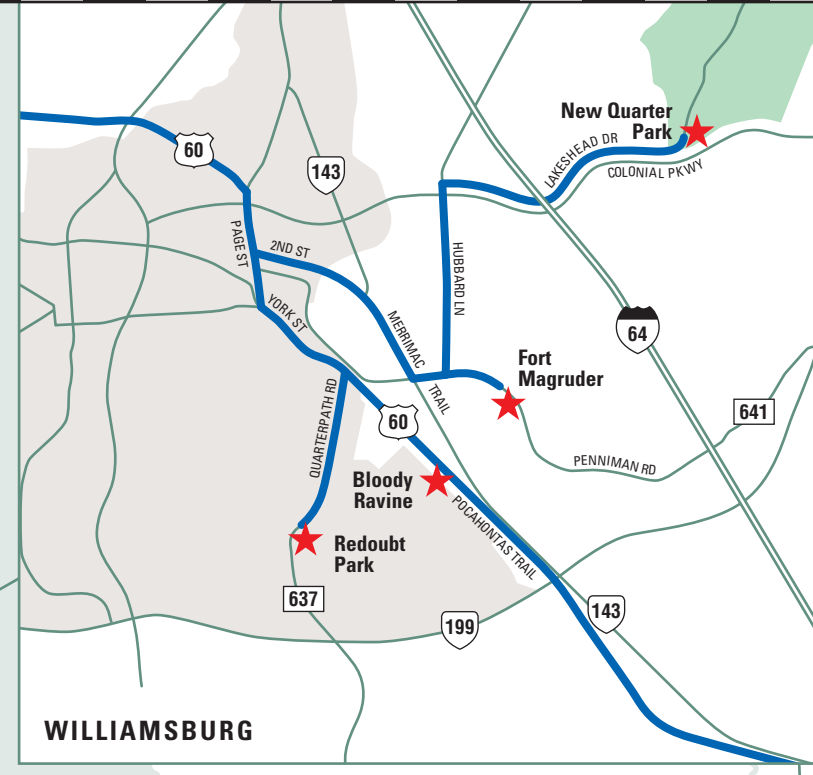 New Quarter
Park
LAKESHEAD DR
COLONIAL PKWY
60
143
PAGE ST
2ND ST
HUBBARD LN
YORK ST
MERRIMAC
TRAIL
64
Fort
Magruder
QUARTERPATH RD
60
641
PENNIMAN RD
Bloody
Ravine
POCAHONTAS TRAIL
Redoubt
Park
637
143
199
WILLIAMSBURG